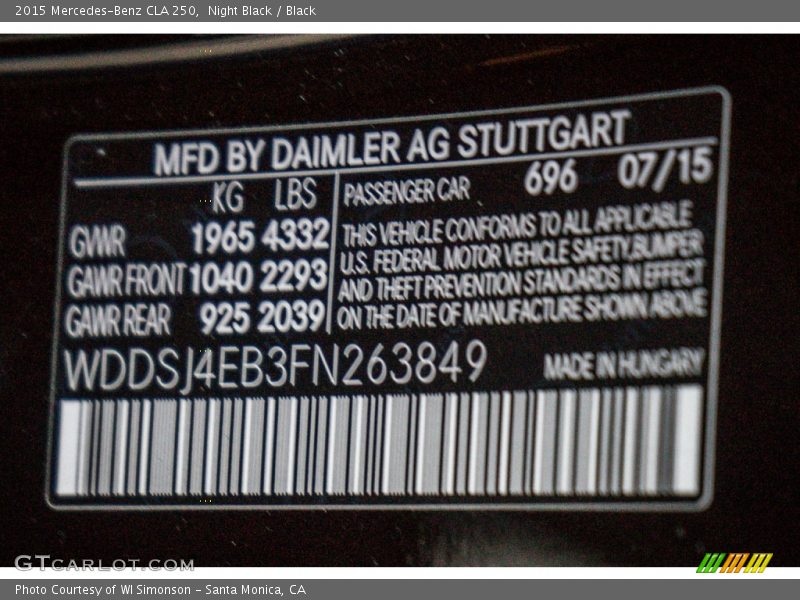 2015 Mercedes-Benz CLA 250,  Night Black / Black
MFD BY DAIMLER AG STUTTGART
KG LBS PASSENGER CAR 696 07/15
GVWR 1965 4332
GAWR FRONT 1040 2293
GAWR REAR 925 2039
THIS VEHICLE CONFORMS TO ALL APPLICABLE
U.S. FEDERAL MOTOR VEHICLE SAFETY,BUMPER
AND THEFT PREVENTION STANDARDS IN EFFECT
ON THE DATE OF MANUFACTURE SHOWN ABOVE
WDDSJ4EB3FN263849 MADE IN HUNGARY
GTcarlot.com
Photo Courtesy of WI Simonson – Santa Monica, CA